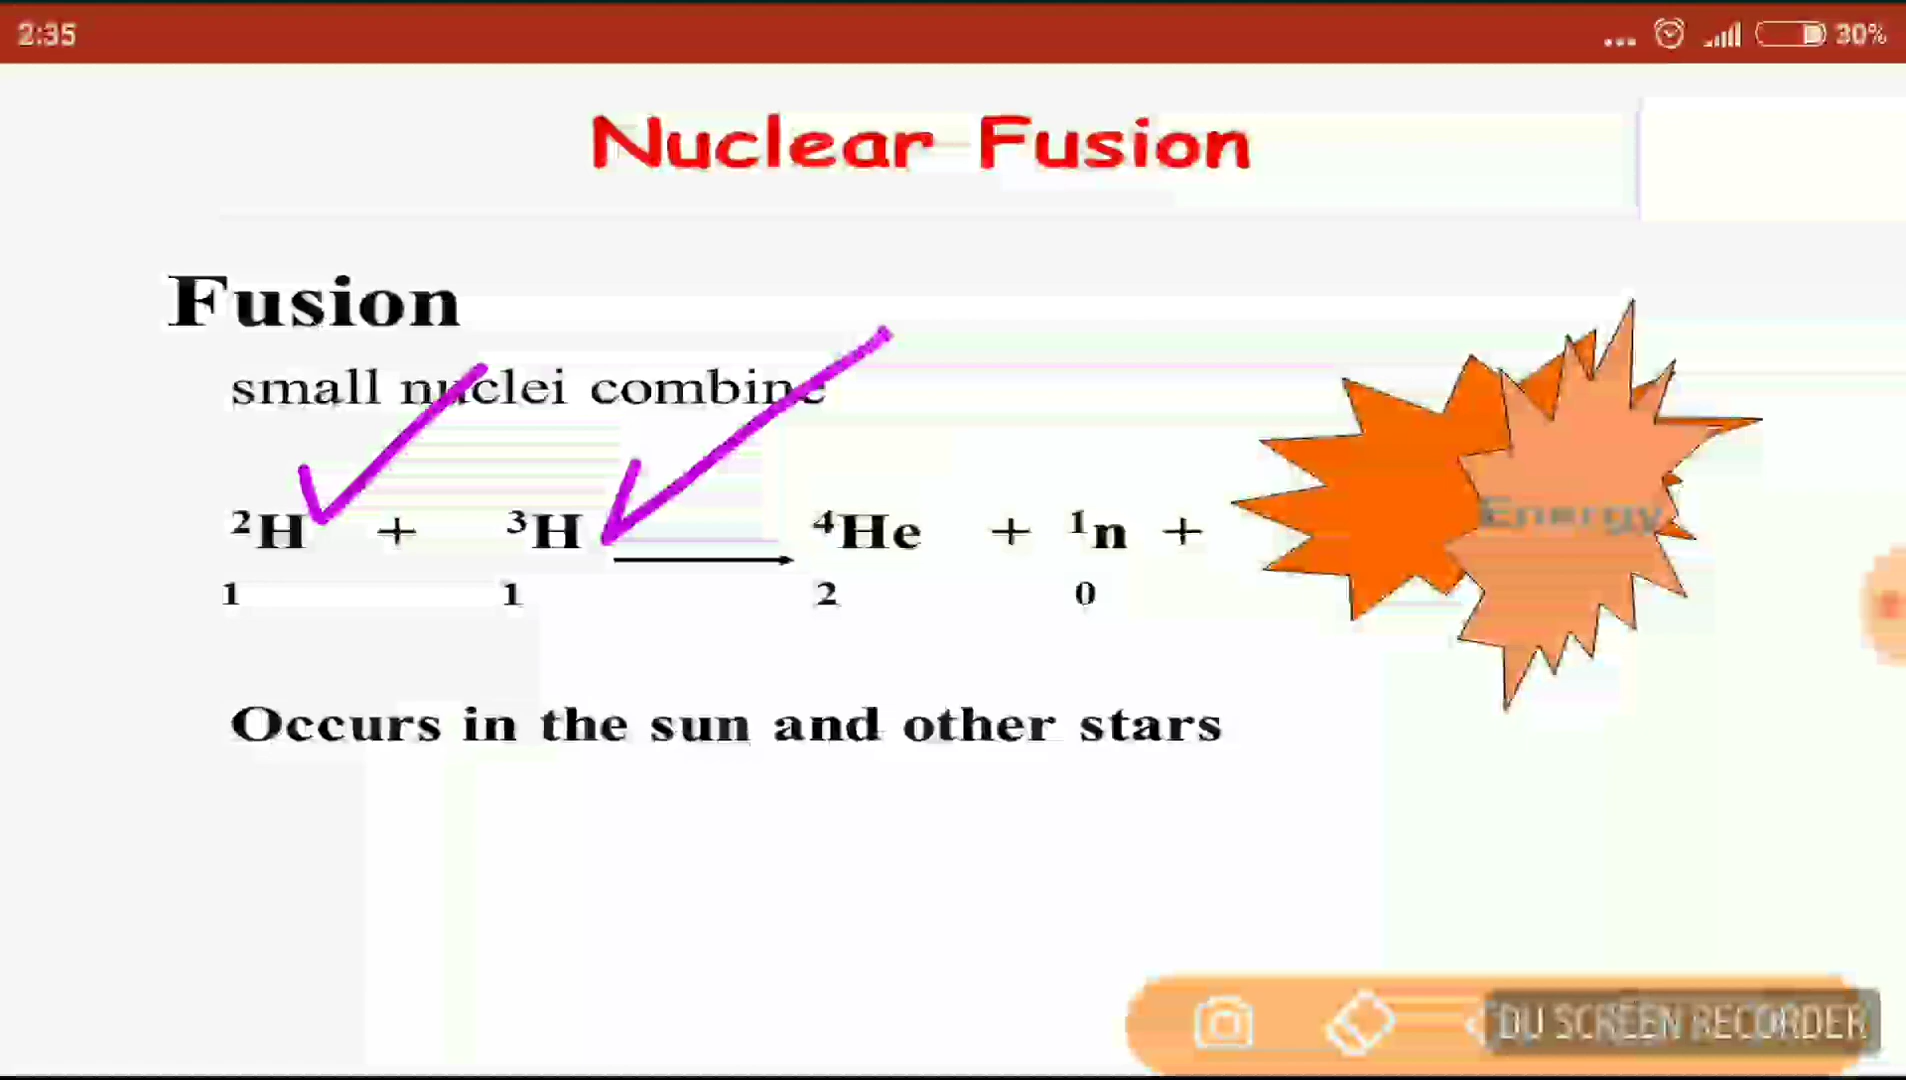 2:35
30%
Nuclear Fusion
Fusion
small nuclei combine
²H + ³H ⁴He + ¹n + Energy
1 1 2 0
Occurs in the sun and other stars
DU SCREEN RECORDER